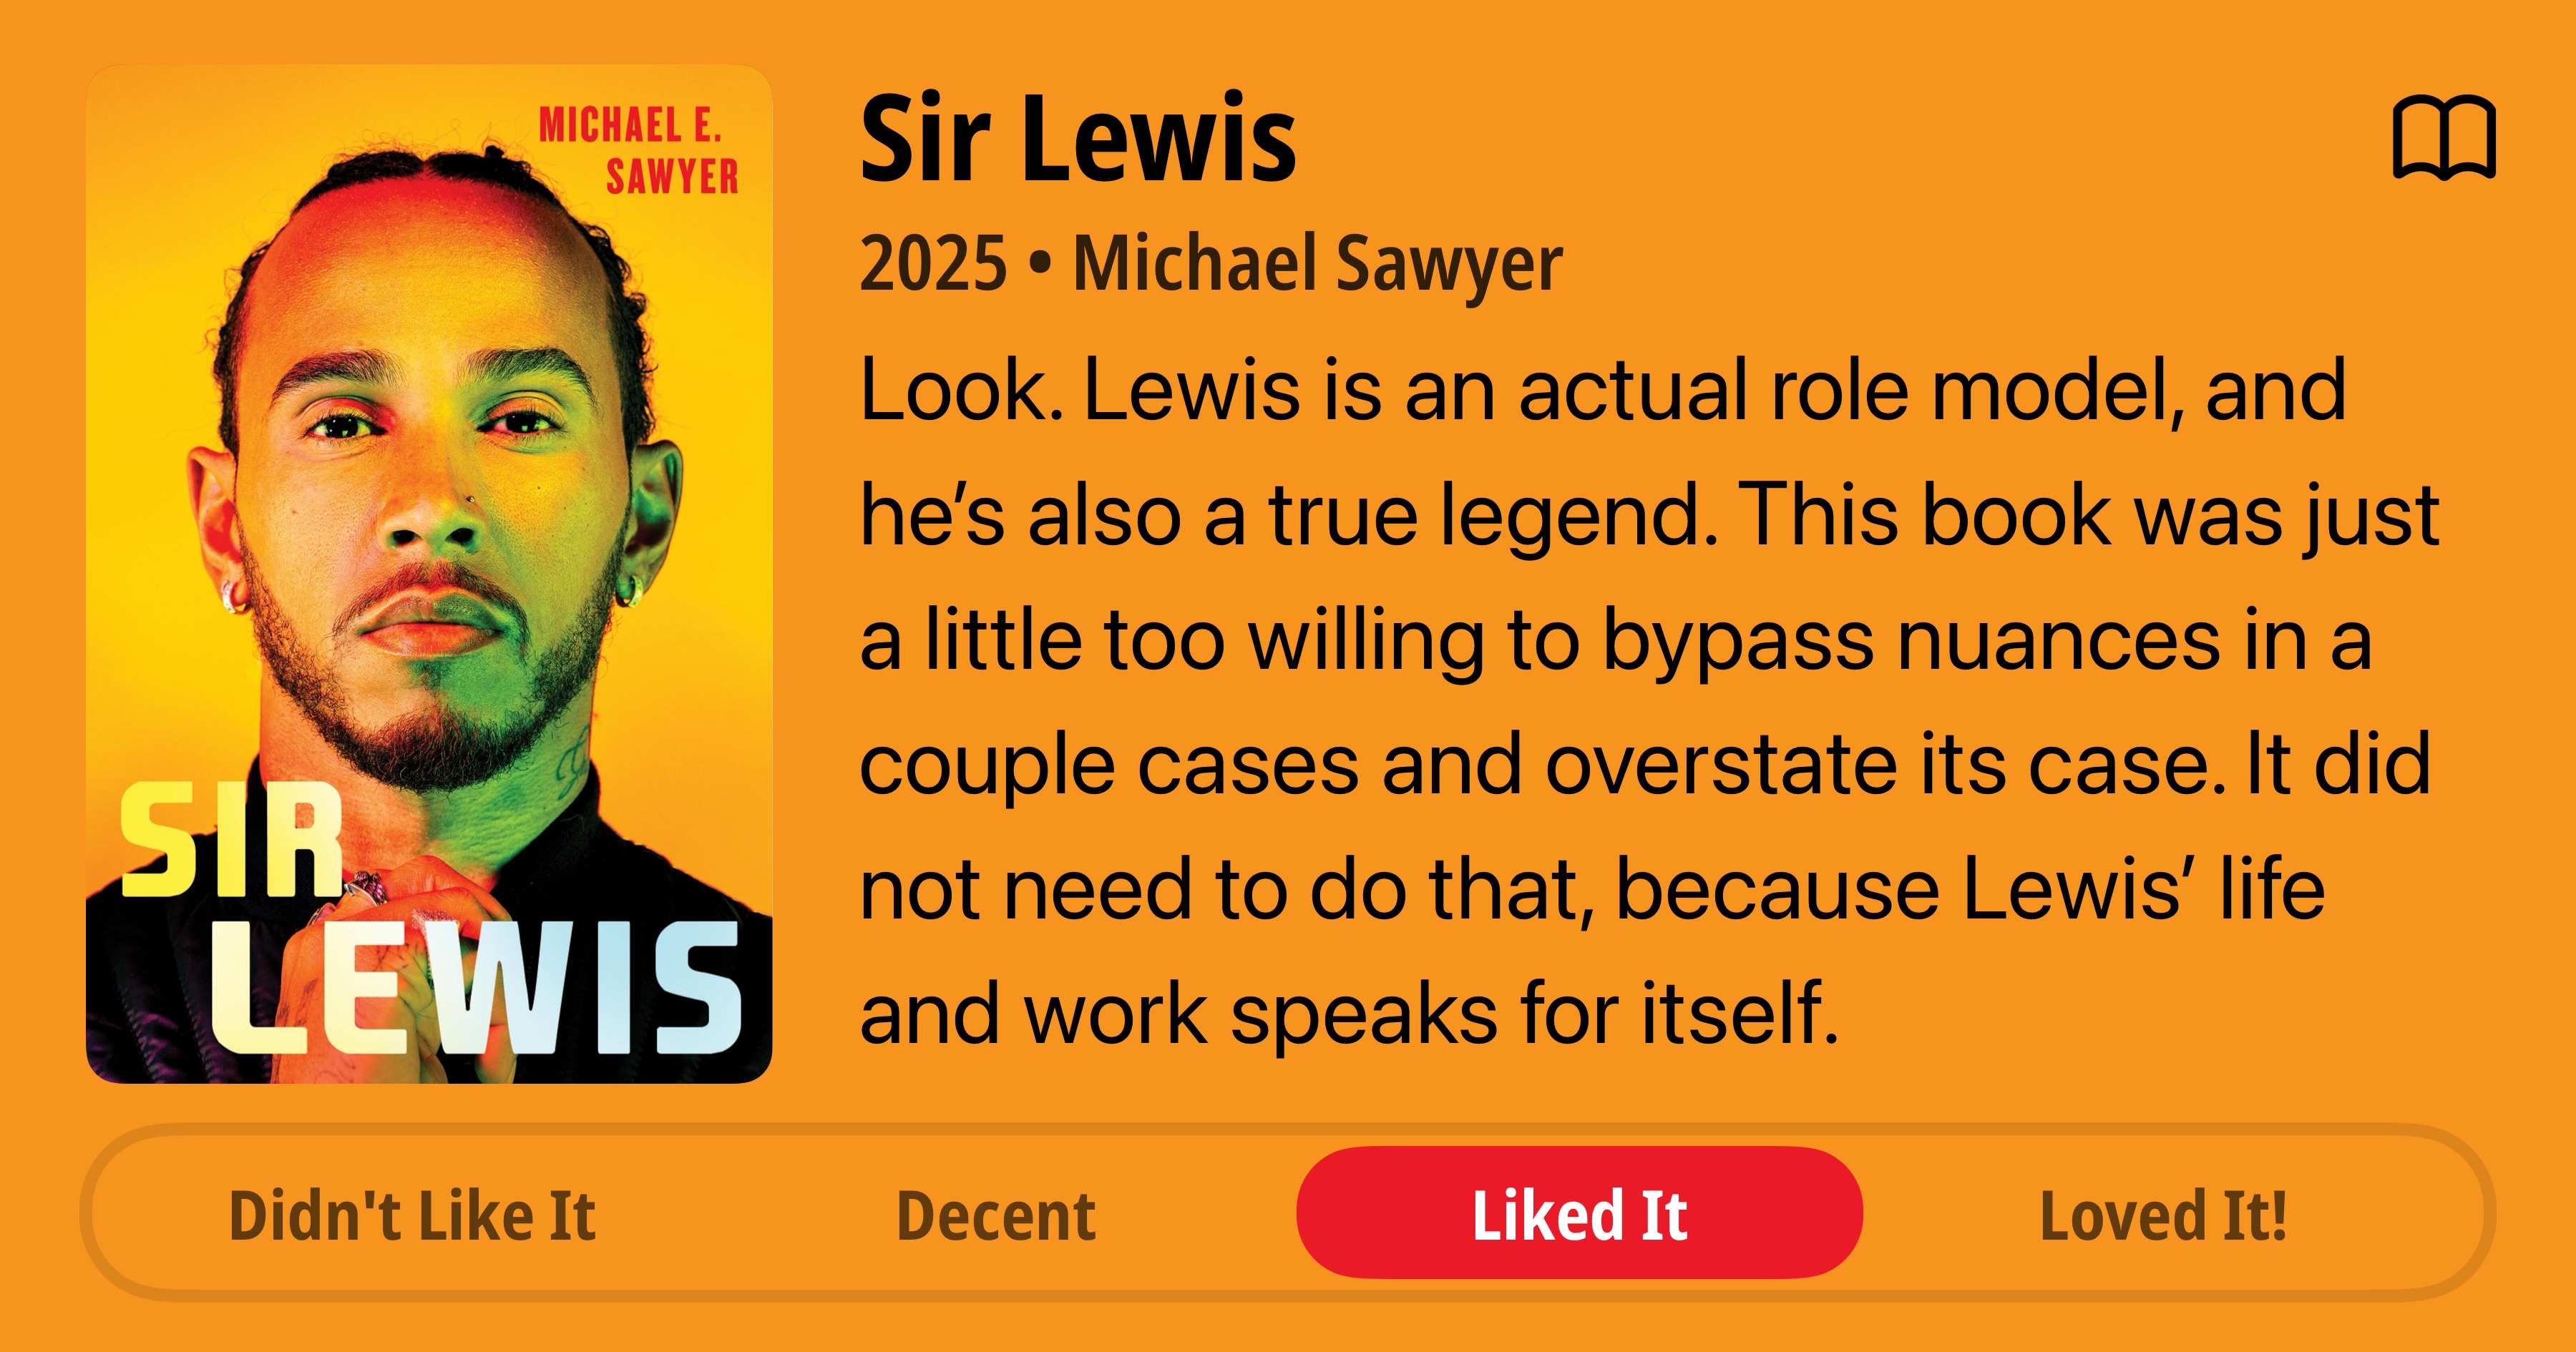 MICHAEL E.
SAWYER
SIR
LEWIS
Sir Lewis
2025 • Michael Sawyer
Look. Lewis is an actual role model, and
he’s also a true legend. This book was just
a little too willing to bypass nuances in a
couple cases and overstate its case. It did
not need to do that, because Lewis’ life
and work speaks for itself.
Didn't Like It
Decent
Liked It
Loved It!